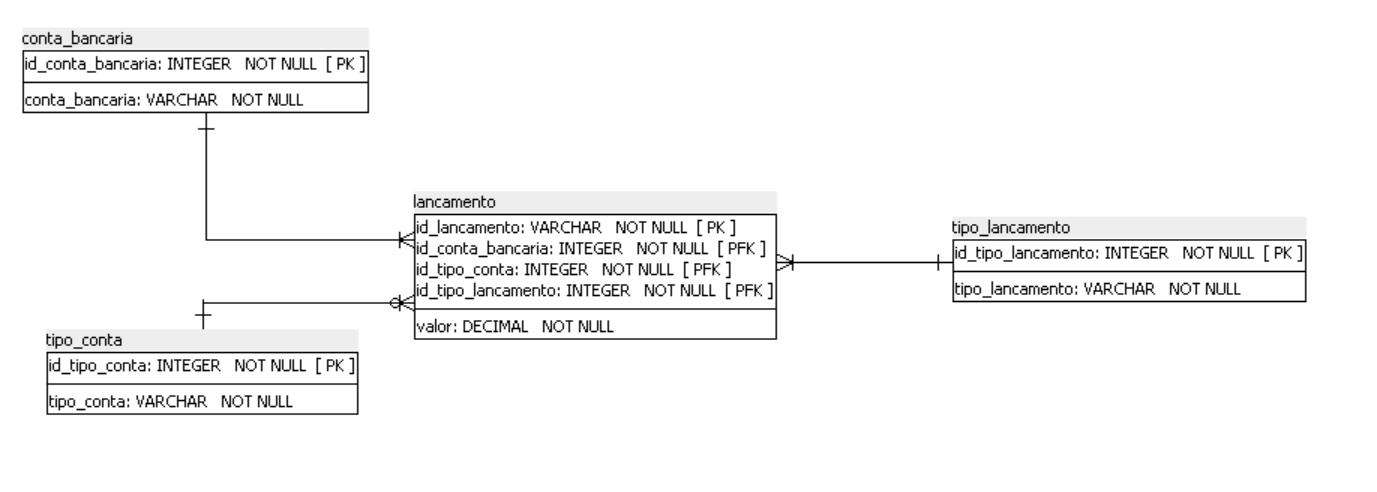 conta_bancaria
id_conta_bancaria: INTEGER NOT NULL [ PK ]
conta_bancaria: VARCHAR NOT NULL
lancamento
id_lancamento: VARCHAR NOT NULL [ PK ]
id_conta_bancaria: INTEGER NOT NULL [ PFK ]
id_tipo_conta: INTEGER NOT NULL [ PFK ]
id_tipo_lancamento: INTEGER NOT NULL [ PFK ]
valor: DECIMAL NOT NULL
tipo_lancamento
id_tipo_lancamento: INTEGER NOT NULL [ PK ]
tipo_lancamento: VARCHAR NOT NULL
tipo_conta
id_tipo_conta: INTEGER NOT NULL [ PK ]
tipo_conta: VARCHAR NOT NULL